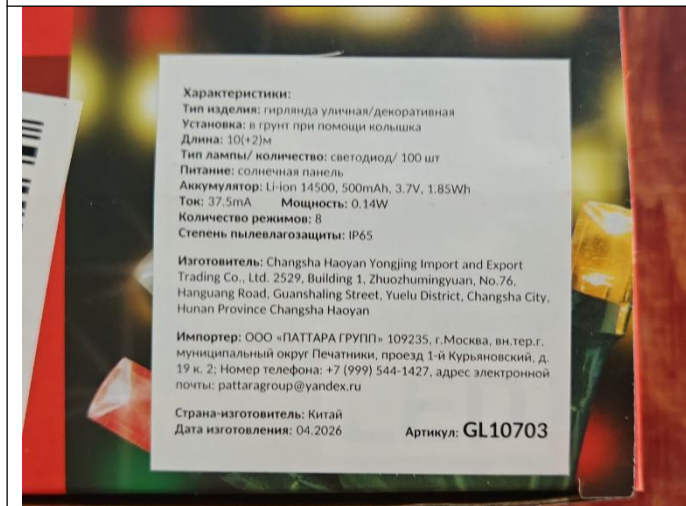 Характеристики:
Тип изделия: гирлянда уличная/декоративная
Установка: в грунт при помощи колышка
Длина: 10(+2)м
Тип лампы/ количество: светодиод/ 100 шт
Питание: солнечная панель
Аккумулятор: Li-ion 14500, 500mAh, 3.7V, 1.85Wh
Ток: 37.5mA Мощность: 0.14W
Количество режимов: 8
Степень пылевлагозащиты: IP65
Изготовитель: Changsha Haoyan Yongjing Import and Export
Trading Co., Ltd. 2529, Building 1, Zhuozhumingyuan, No.76,
Hanguang Road, Guanshaling Street, Yuelu District, Changsha City,
Hunan Province Changsha Haoyan
Импортер: ООО «ПАТТАРА ГРУПП» 109235, г.Москва, вн.тер.г.
муниципальный округ Печатники, проезд 1-й Курьяновский, д.
19 к. 2; Номер телефона: +7 (999) 544-1427, адрес электронной
почты: pattaragroup@yandex.ru
Страна-изготовитель: Китай
Дата изготовления: 04.2026 Артикул: GL10703